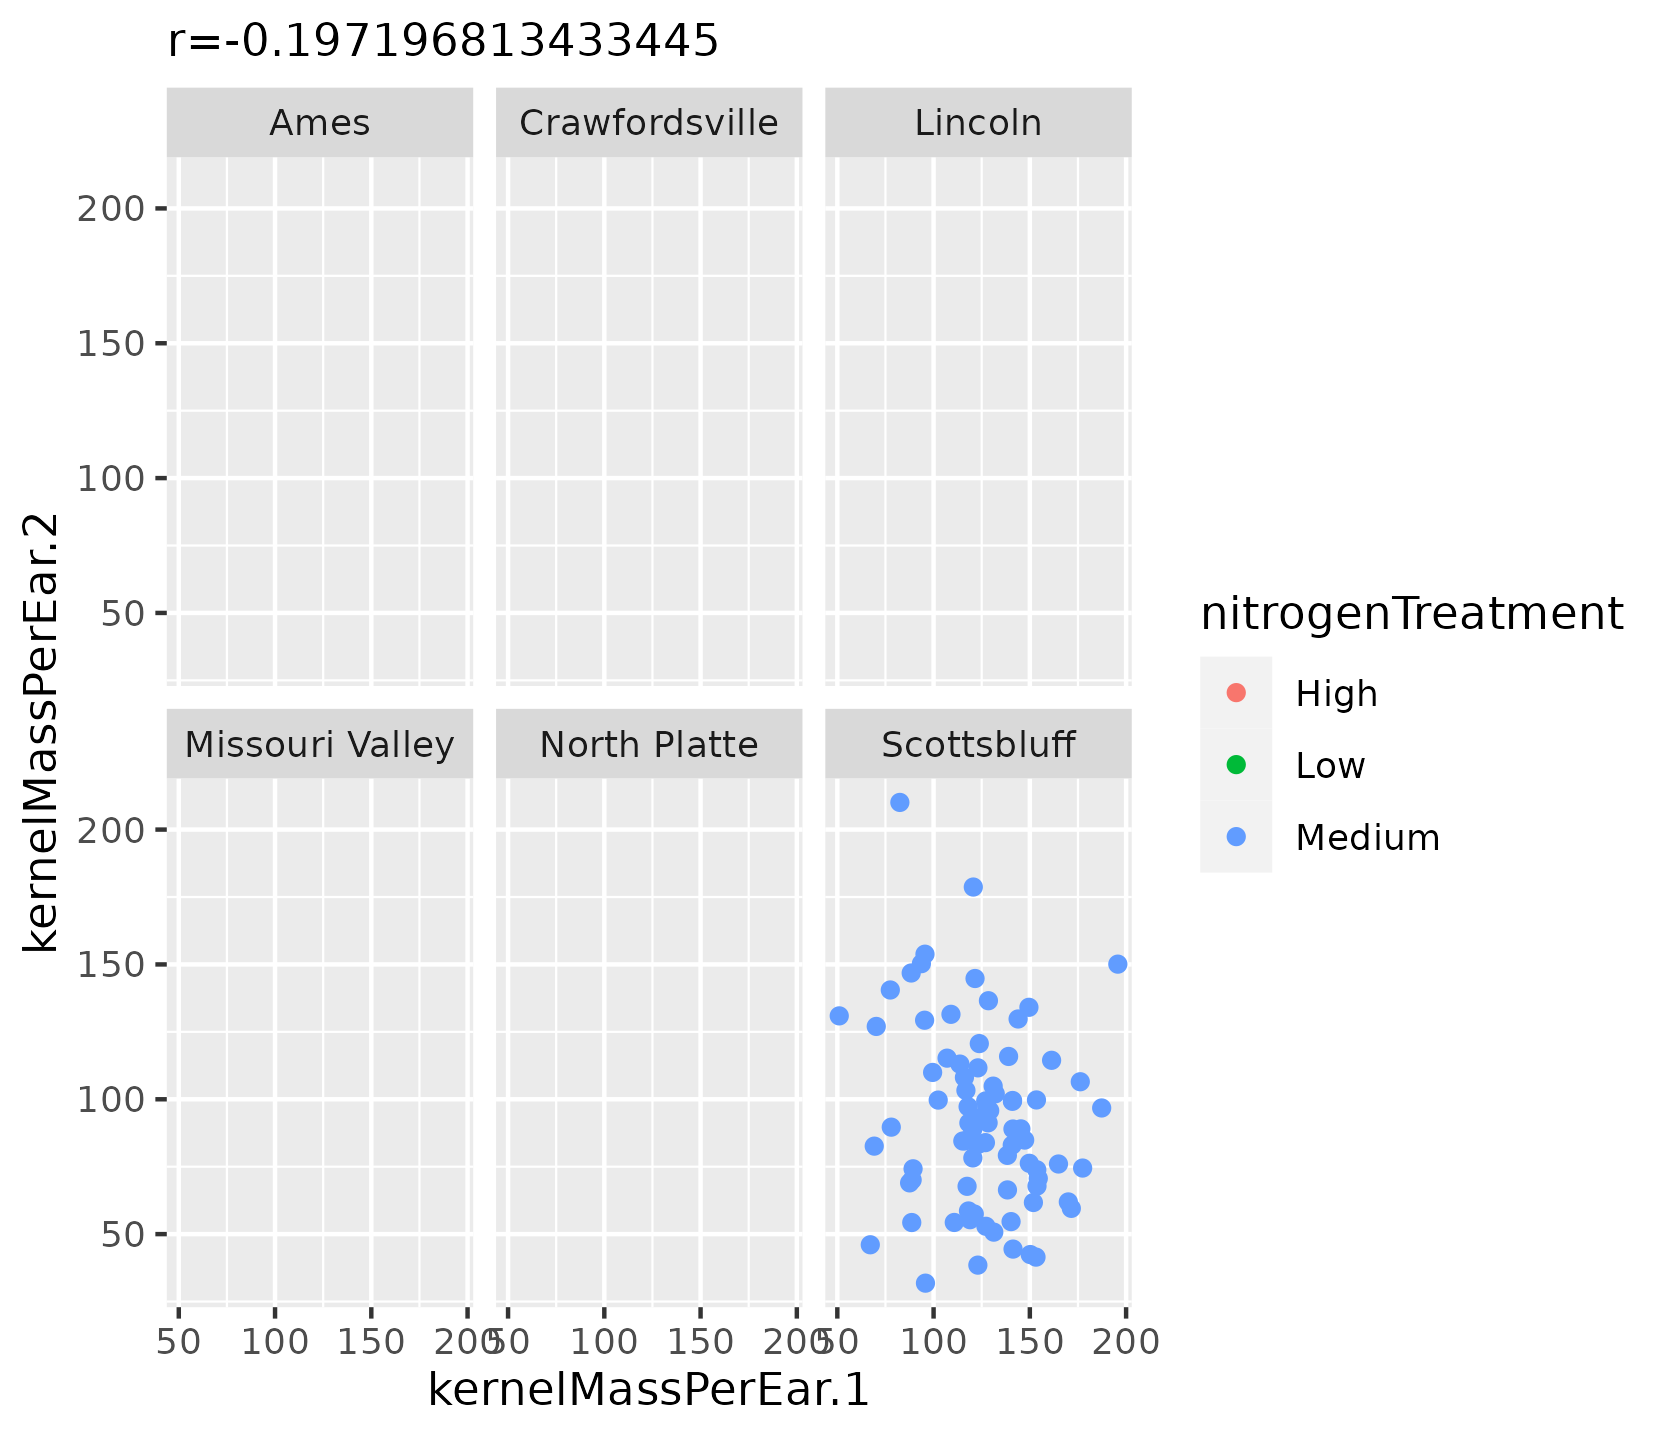 r=-0.197196813433445
Ames Crawfordsville Lincoln
200
150
100
50
Missouri Valley North Platte Scottsbluff
200
150
100
50
50 100 150 200 50 100 150 200 50 100 150 200
kernelMassPerEar.1
kernelMassPerEar.2
nitrogenTreatment
High
Low
Medium